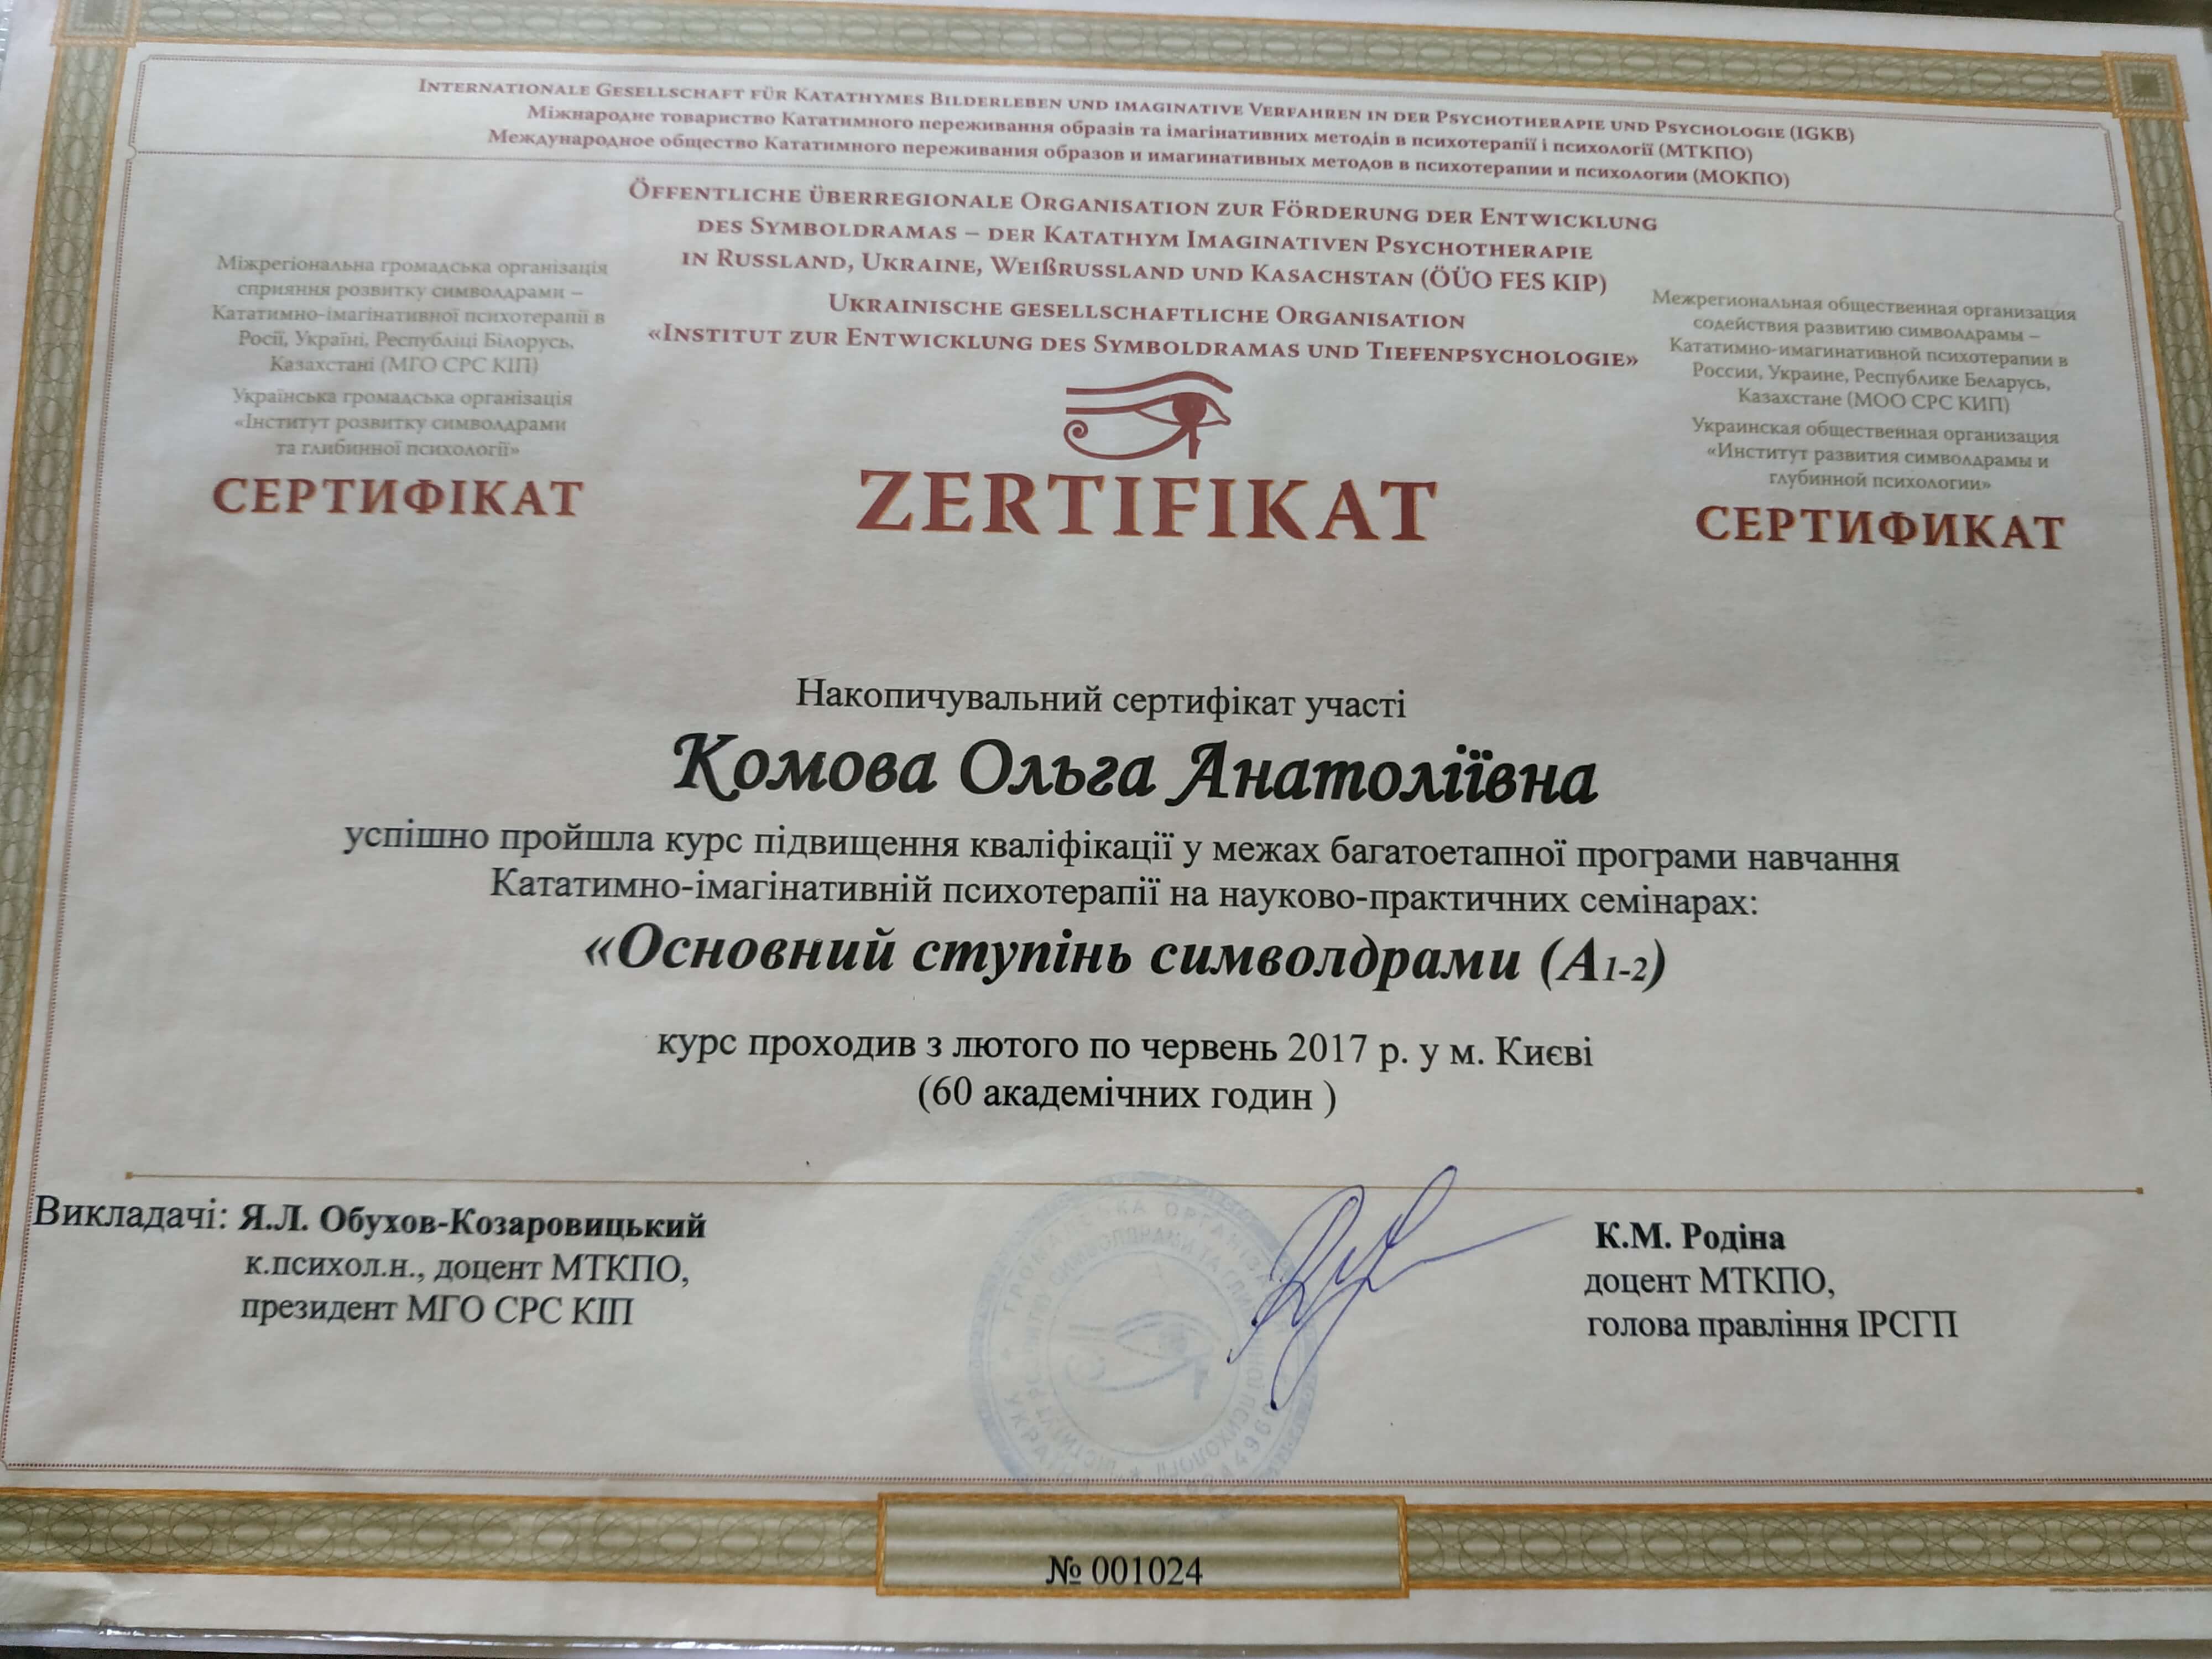 Internationale Gesellschaft für Katathymes Bilderleben und imaginative Verfahren in der Psychotherapie und Psychologie (IGKB)
Міжнародне товариство Кататимного переживання образів та імагінативних методів в психотерапії і психології (МТКПО)
Международное общество Кататимного переживания образов и имагинативных методов в психотерапии и психологии (МОКПО)
Öffentliche überregionale Organisation zur Förderung der Entwicklung
des Symboldramas – der Katathym Imaginativen Psychotherapie
in Russland, Ukraine, Weißrussland und Kasachstan (ÖÜO FES KIP)
Ukrainische gesellschaftliche Organisation
«Institut zur Entwicklung des Symboldramas und Tiefenpsychologie»
Міжрегіональна громадська організація
сприяння розвитку символдрами –
Кататимно-імагінативної психотерапії в
Росії, Україні, Республіці Білорусь,
Казахстані (МГО СРС КІП)
Українська громадська організація
«Інститут розвитку символдрами
та глибинної психології»
СЕРТИФІКАТ
ZERTIFIKAT
Межрегиональная общественная организация
содействия развитию символдрамы –
Кататимно-имагинативной психотерапии в
России, Украине, Республике Беларусь,
Казахстане (МОО СРС КИП)
Украинская общественная организация
«Институт развития символдрамы и
глубинной психологии»
СЕРТИФИКАТ
Накопичувальний сертифікат участі
Комова Ольга Анатоліївна
успішно пройшла курс підвищення кваліфікації у межах багатоетапної програми навчання
Кататимно-імагінативній психотерапії на науково-практичних семінарах:
«Основний ступінь символдрами (А1-2)
курс проходив з лютого по червень 2017 р. у м. Києві
(60 академічних годин )
Викладачі: Я.Л. Обухов-Козаровицький
к.психол.н., доцент МТКПО,
президент МГО СРС КІП
К.М. Родіна
доцент МТКПО,
голова правління ІРСГП
№ 001024